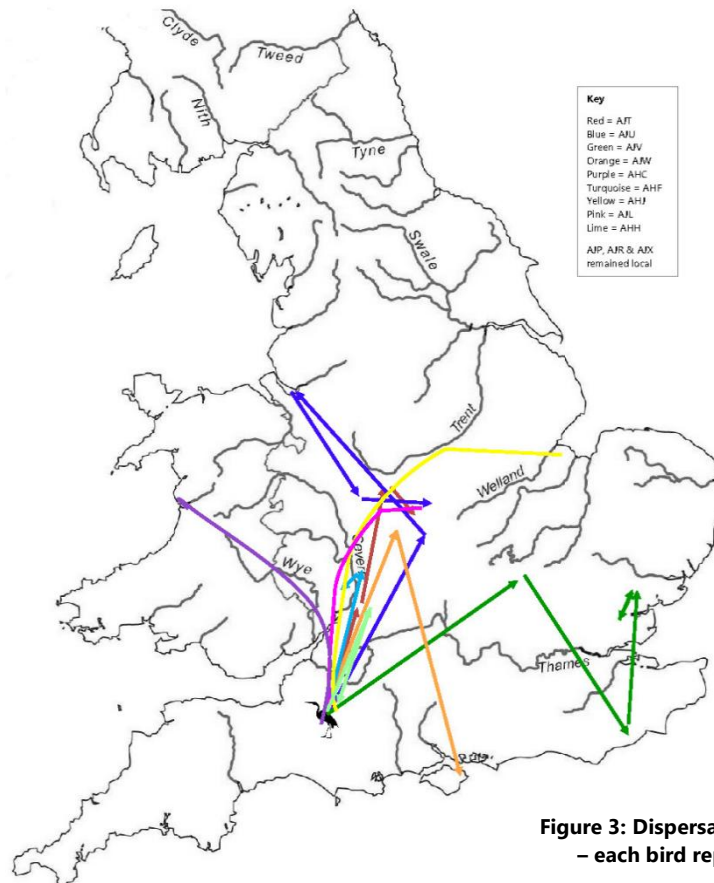 Clyde
Tweed
Nith
Tyne
Swale
Key
Red = AJT
Blue = AJU
Green = AJV
Orange = AJW
Purple = AHC
Turquoise = AHF
Yellow = AHJ
Pink = AJL
Lime = AHH
AJP, AJR & AJX
remained local
Trent
Welland
Wye
Thames
Figure 3: Dispersa
– each bird rep